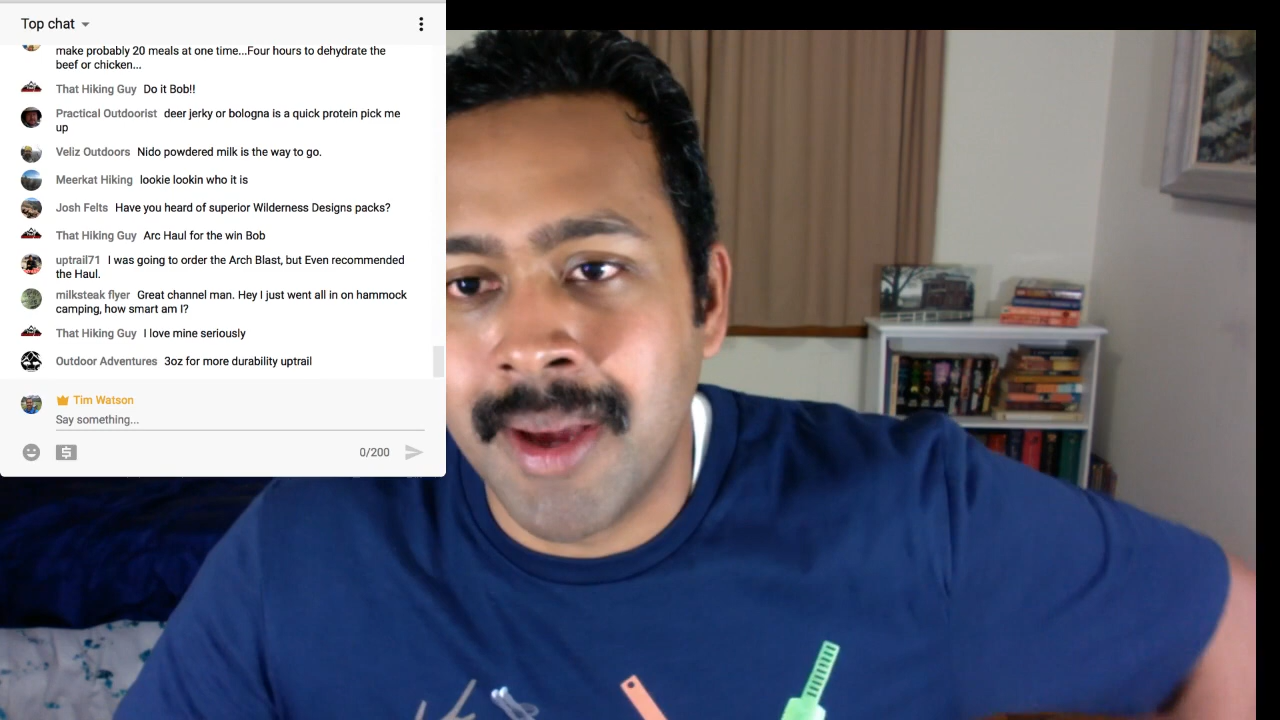 Top chat
make probably 20 meals at one time...Four hours to dehydrate the
beef or chicken...
That Hiking Guy Do it Bob!!
Practical Outdoorist deer jerky or bologna is a quick protein pick me
up
Veliz Outdoors Nido powdered milk is the way to go.
Meerkat Hiking lookie lookin who it is
Josh Felts Have you heard of superior Wilderness Designs packs?
That Hiking Guy Arc Haul for the win Bob
uptrail71 I was going to order the Arch Blast, but Even recommended
the Haul.
milksteak flyer Great channel man. Hey I just went all in on hammock
camping, how smart am I?
That Hiking Guy I love mine seriously
Outdoor Adventures 3oz for more durability uptrail
Tim Watson
Say something...
0/200